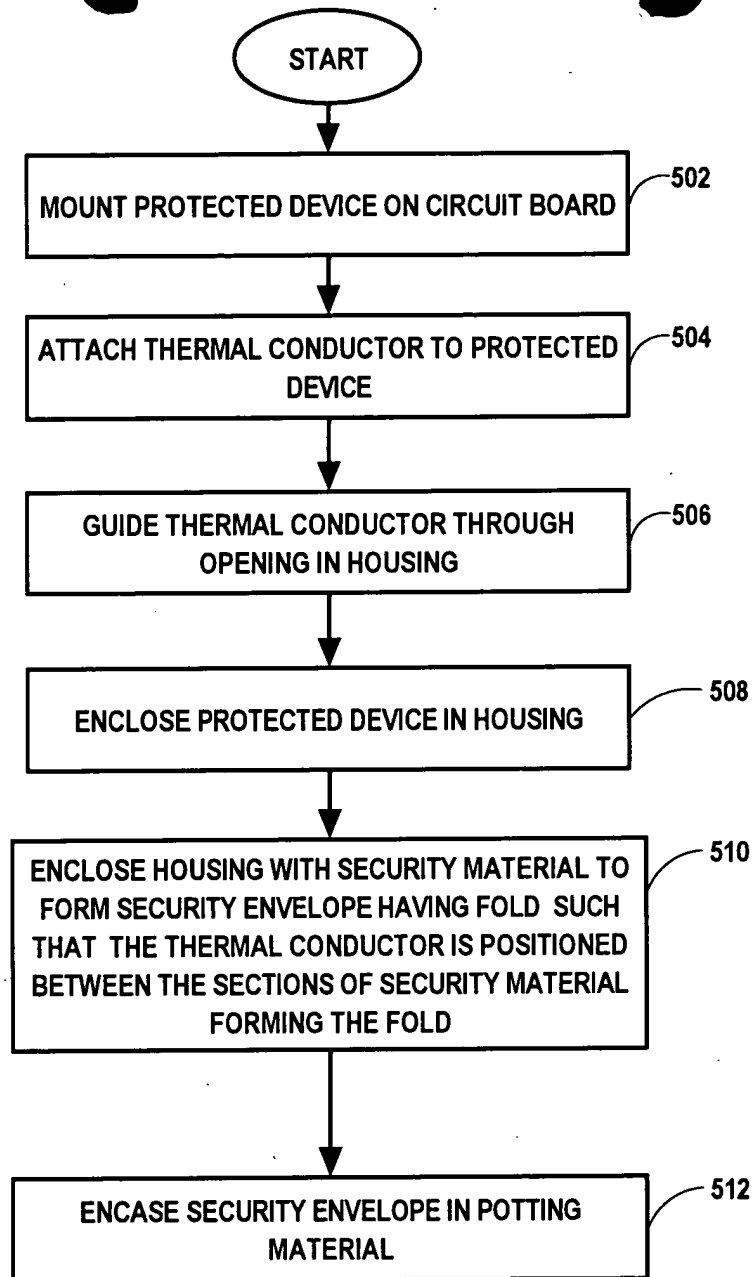 START
MOUNT PROTECTED DEVICE ON CIRCUIT BOARD
502
ATTACH THERMAL CONDUCTOR TO PROTECTED
DEVICE
504
GUIDE THERMAL CONDUCTOR THROUGH
OPENING IN HOUSING
506
ENCLOSE PROTECTED DEVICE IN HOUSING
508
ENCLOSE HOUSING WITH SECURITY MATERIAL TO
FORM SECURITY ENVELOPE HAVING FOLD SUCH
THAT THE THERMAL CONDUCTOR IS POSITIONED
BETWEEN THE SECTIONS OF SECURITY MATERIAL
FORMING THE FOLD
510
ENCASE SECURITY ENVELOPE IN POTTING
MATERIAL
512